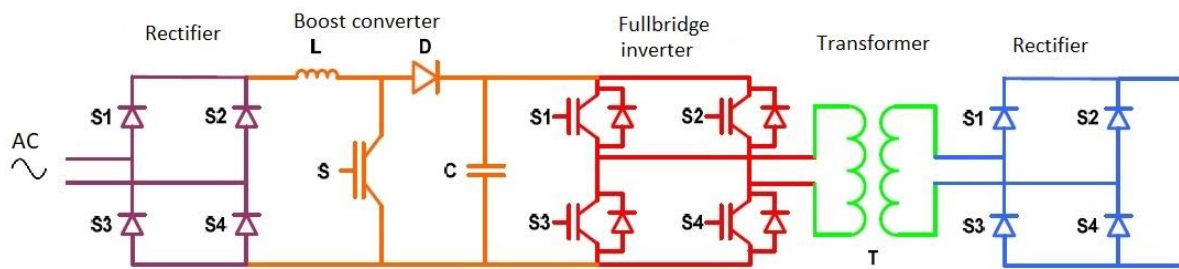 Rectifier
Boost converter
Fullbridge
inverter
Transformer
Rectifier
L
D
S1
S2
S1
S2
S1
S2
AC
S
C
S3
S4
S3
S4
S3
S4
T